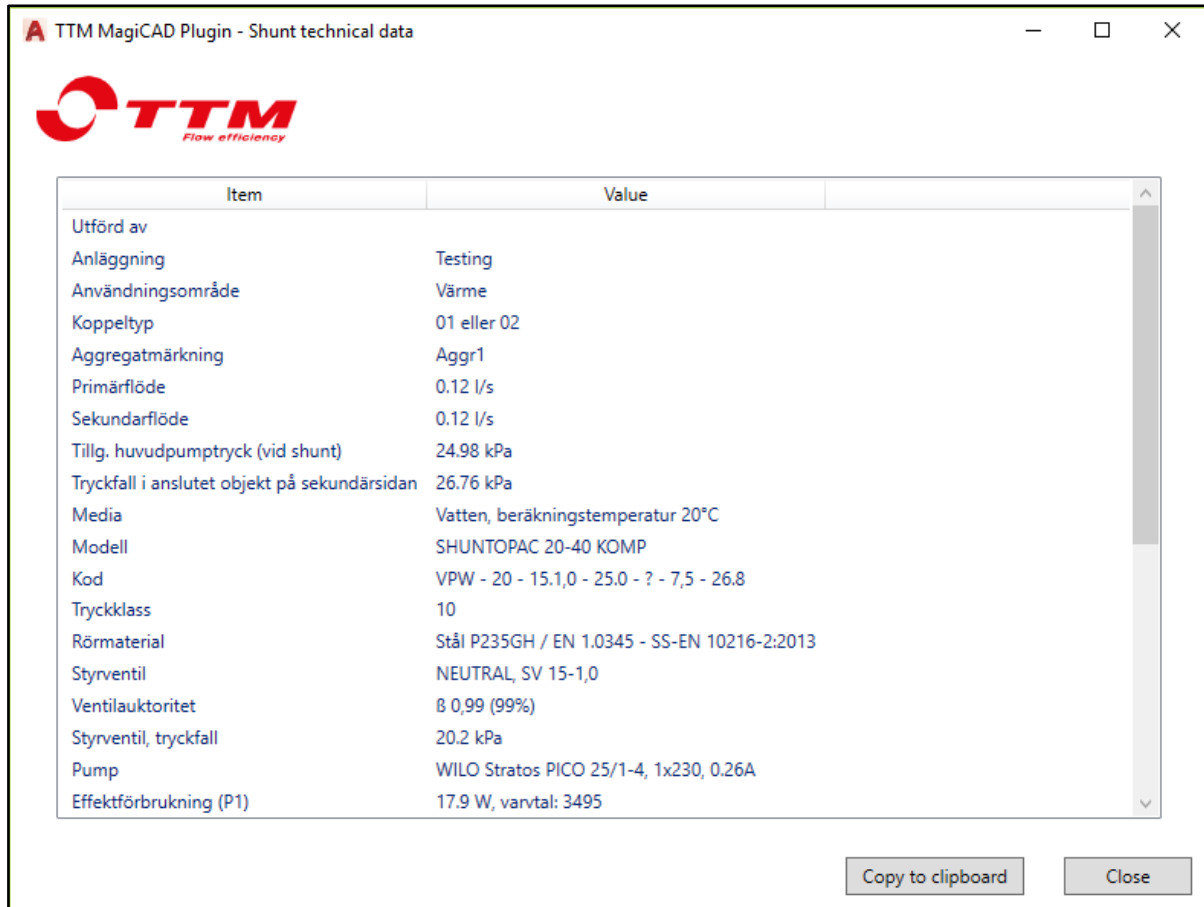 TTM MagiCAD Plugin - Shunt technical data
TTM
Flow efficiency
Item Value
Utförd av
Anläggning Testing
Användningsområde Värme
Koppeltyp 01 eller 02
Aggregatmärkning Aggr1
Primärflöde 0.12 l/s
Sekundarflöde 0.12 l/s
Tillg. huvudpumptryck (vid shunt) 24.98 kPa
Tryckfall i anslutet objekt på sekundärsidan 26.76 kPa
Media Vatten, beräkningstemperatur 20°C
Modell SHUNTOPAC 20-40 KOMP
Kod VPW - 20 - 15.1,0 - 25.0 - ? - 7,5 - 26.8
Tryckklass 10
Rörmaterial Stål P235GH / EN 1.0345 - SS-EN 10216-2:2013
Styrventil NEUTRAL, SV 15-1,0
Ventilauktoritet ß 0,99 (99%)
Styrventil, tryckfall 20.2 kPa
Pump WILO Stratos PICO 25/1-4, 1x230, 0.26A
Effektförbrukning (P1) 17.9 W, varvtal: 3495
Copy to clipboard Close